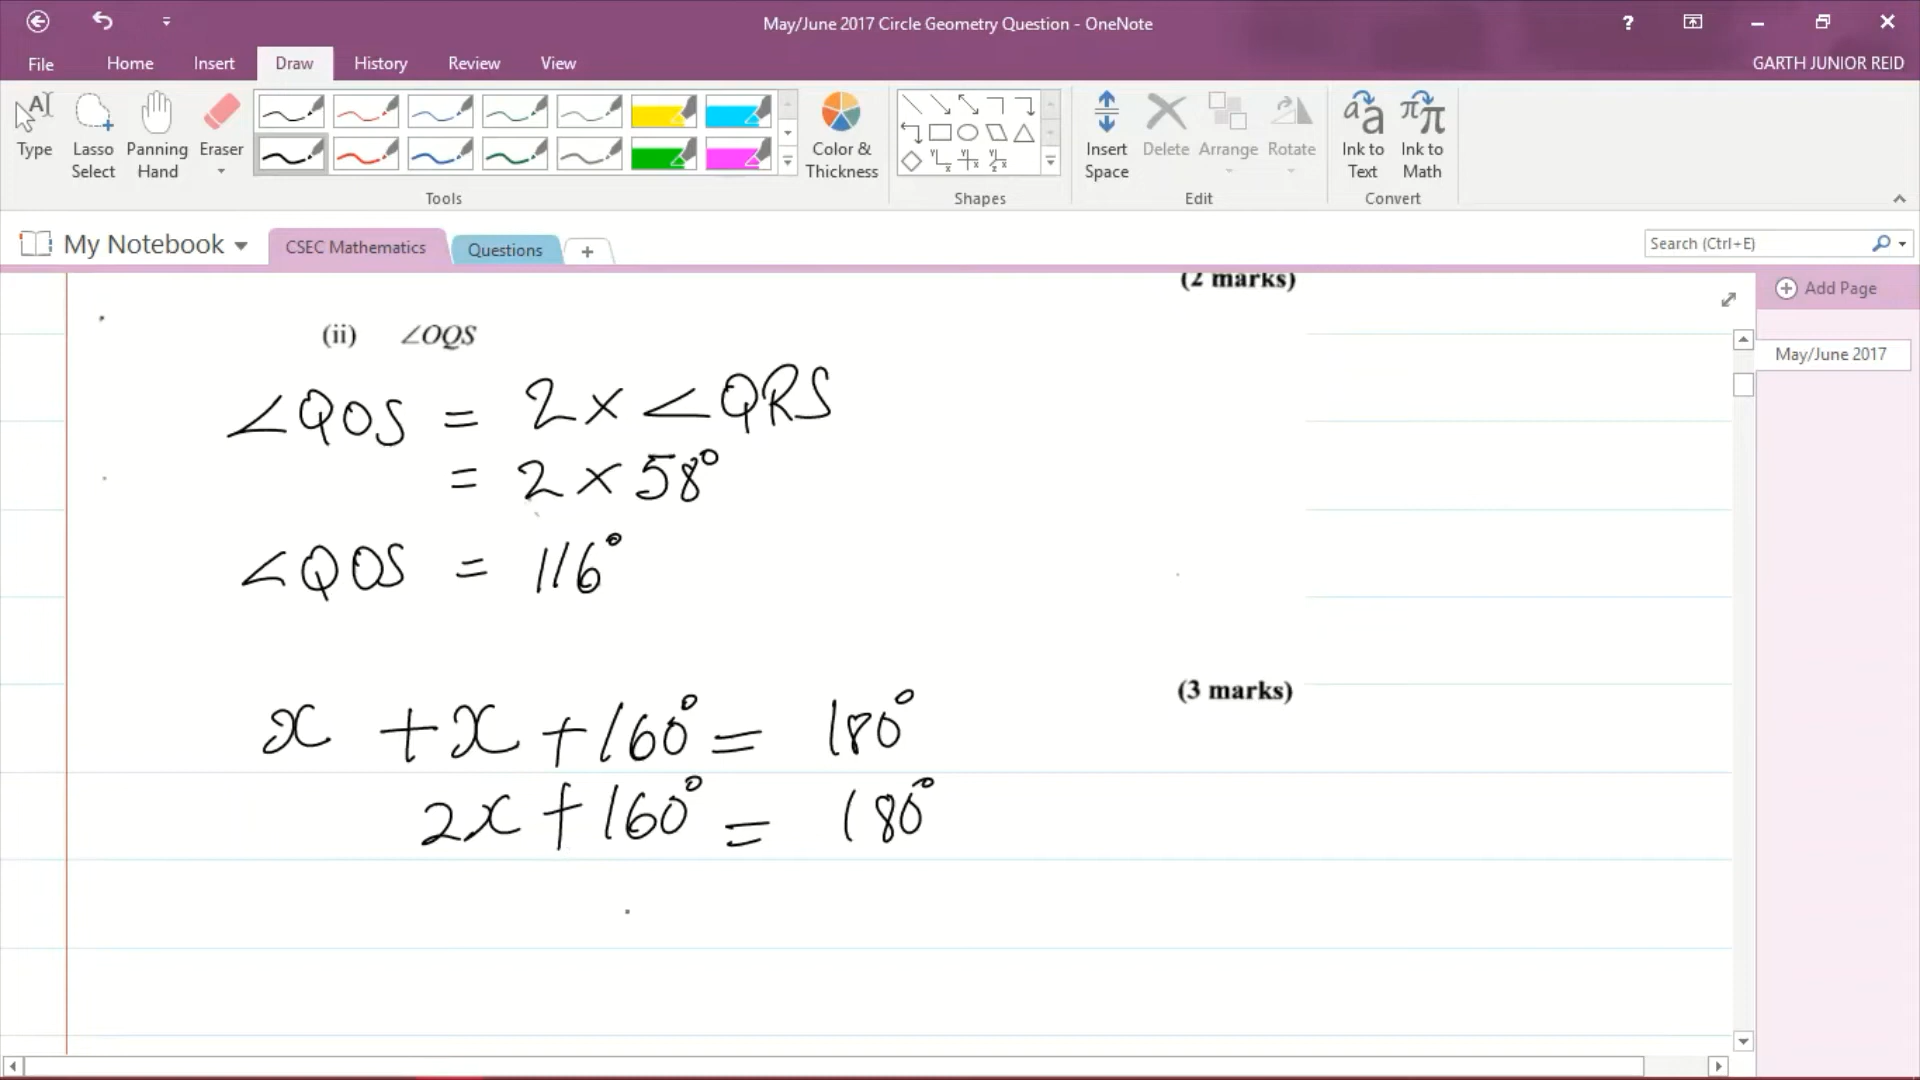 May/June 2017 Circle Geometry Question - OneNote
?
File Home Insert Draw History Review View
GARTH JUNIOR REID
Type
Lasso Select
Panning Hand
Eraser
Color & Thickness
Insert Space
Delete
Arrange
Rotate
Ink to Text
Ink to Math
Tools
Shapes
Edit
Convert
My Notebook
CSEC Mathematics
Questions
+
Search (Ctrl+E)
(2 marks)
Add Page
May/June 2017
(ii) ∠OQS
∠QOS = 2 × ∠QRS
= 2 × 58°
∠QOS = 116°
(3 marks)
x + x + 160° = 180°
2x + 160° = 180°